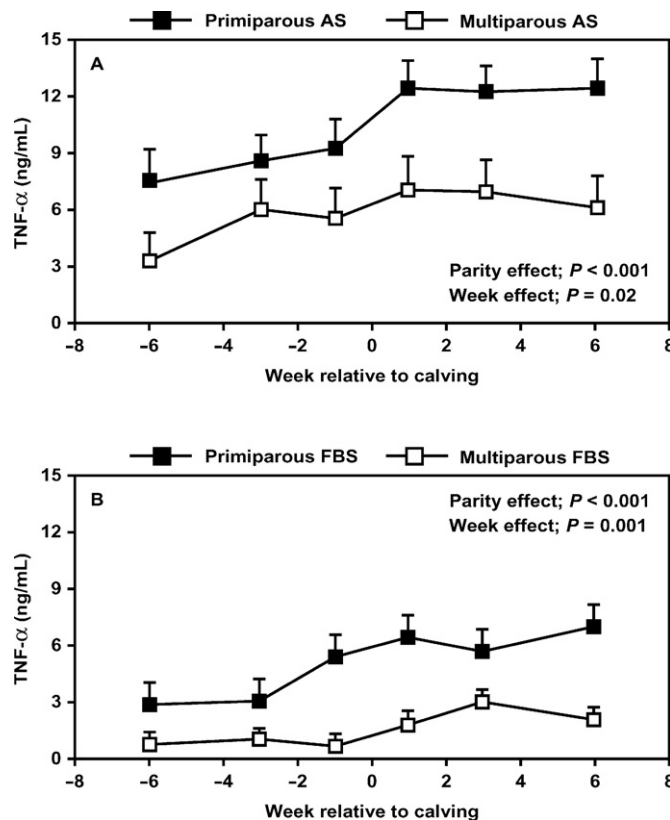 Primiparous AS Multiparous AS
15
A
12
9
6
3
0
TNF-α (ng/mL)
Parity effect; P < 0.001
Week effect; P = 0.02
–8 –6 –4 –2 0 2 4 6 8
Week relative to calving
Primiparous FBS Multiparous FBS
15
B
12
9
6
3
0
TNF-α (ng/mL)
Parity effect; P < 0.001
Week effect; P = 0.001
–8 –6 –4 –2 0 2 4 6 8
Week relative to calving